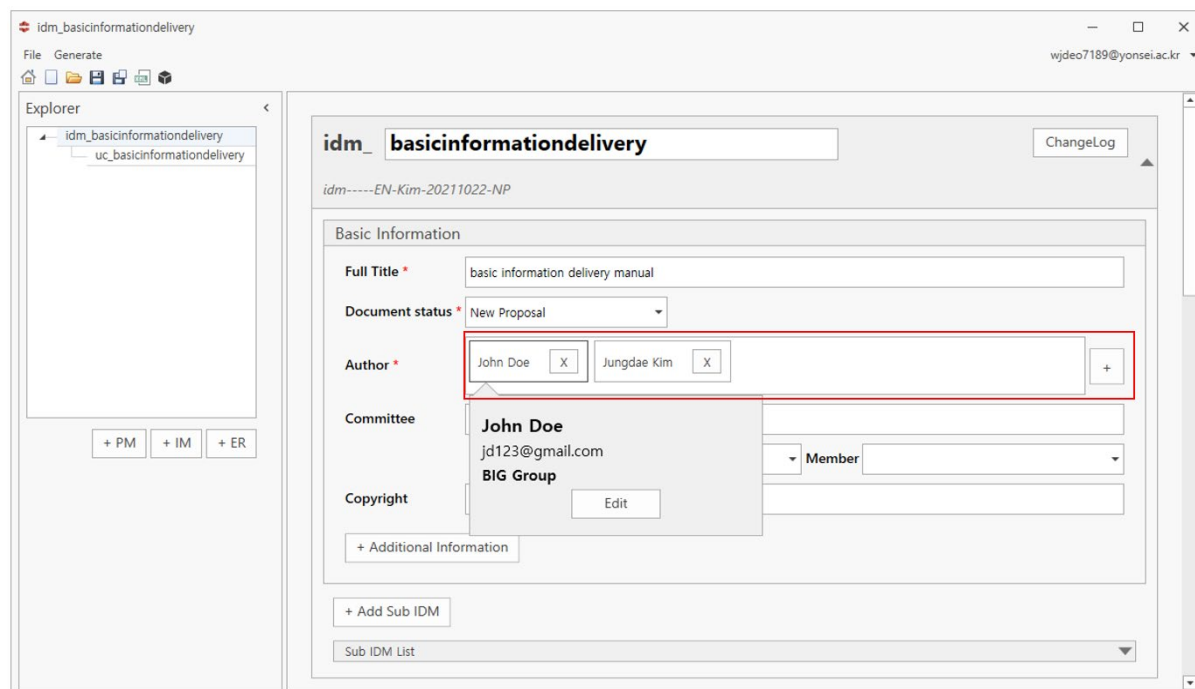 idm_basicinformationdelivery
File Generate
wjdeo7189@yonsei.ac.kr
Explorer
idm_basicinformationdelivery
uc_basicinformationdelivery
+ PM + IM + ER
idm_ basicinformationdelivery
ChangeLog
idm-----EN-Kim-20211022-NP
Basic Information
Full Title * basic information delivery manual
Document status * New Proposal
Author * John Doe X Jungdae Kim X +
Committee
John Doe
jd123@gmail.com
Member
BIG Group
Copyright
Edit
+ Additional Information
+ Add Sub IDM
Sub IDM List